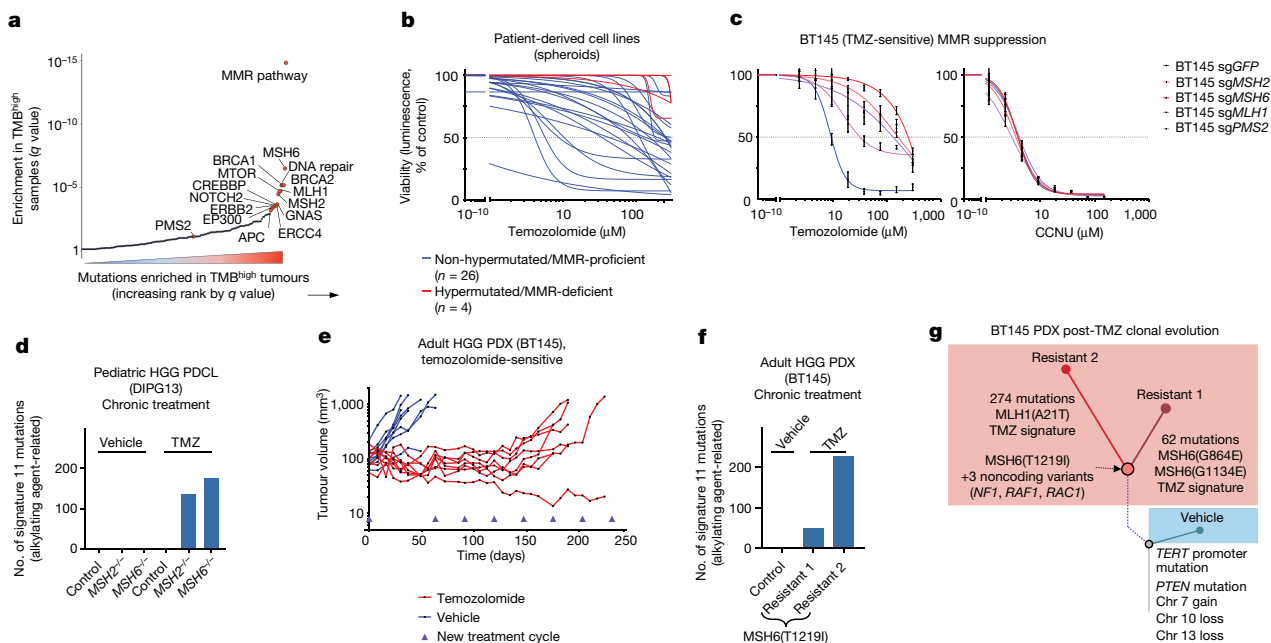 a
10⁻¹⁵
10⁻¹⁰
10⁻⁵
1
Enrichment in TMBʰⁱᵍʰ
samples (q value)
MMR pathway
MSH6
DNA repair
BRCA1
BRCA2
MTOR
MLH1
CREBBP
MSH2
NOTCH2
GNAS
ERBB2
EP300
ERCC4
PMS2
APC
Mutations enriched in TMBʰⁱᵍʰ tumours
(increasing rank by q value)
b
Patient-derived cell lines
(spheroids)
Viability (luminescence,
% of control)
100
50
0
10⁻¹⁰
10
100
Temozolomide (μM)
Non-hypermutated/MMR-proficient
(n = 26)
Hypermutated/MMR-deficient
(n = 4)
c
BT145 (TMZ-sensitive) MMR suppression
100
50
0
10⁻¹⁰
10
100
1,000
Temozolomide (μM)
100
50
0
10⁻¹⁰
10
100
1,000
CCNU (μM)
BT145 sgGFP
BT145 sgMSH2
BT145 sgMSH6
BT145 sgMLH1
BT145 sgPMS2
d
Pediatric HGG PDCL
(DIPG13)
Chronic treatment
No. of signature 11 mutations
(alkylating agent-related)
Vehicle
TMZ
200
100
0
Control
MSH2⁻/⁻
MSH6⁻/⁻
Control
MSH2⁻/⁻
MSH6⁻/⁻
e
Adult HGG PDX (BT145),
temozolomide-sensitive
Tumour volume (mm³)
1,000
100
10
0
50
100
150
200
250
Time (days)
Temozolomide
Vehicle
New treatment cycle
f
Adult HGG PDX
(BT145)
Chronic treatment
No. of signature 11 mutations
(alkylating agent-related)
Vehicle
TMZ
200
100
0
Control
Resistant 1
Resistant 2
MSH6(T1219I)
g
BT145 PDX post-TMZ clonal evolution
Resistant 2
Resistant 1
274 mutations
MLH1(A21T)
TMZ signature
62 mutations
MSH6(G864E)
MSH6(G1134E)
TMZ signature
MSH6(T1219I)
+3 noncoding variants
(NF1, RAF1, RAC1)
Vehicle
TERT promoter
mutation
PTEN mutation
Chr 7 gain
Chr 10 loss
Chr 13 loss